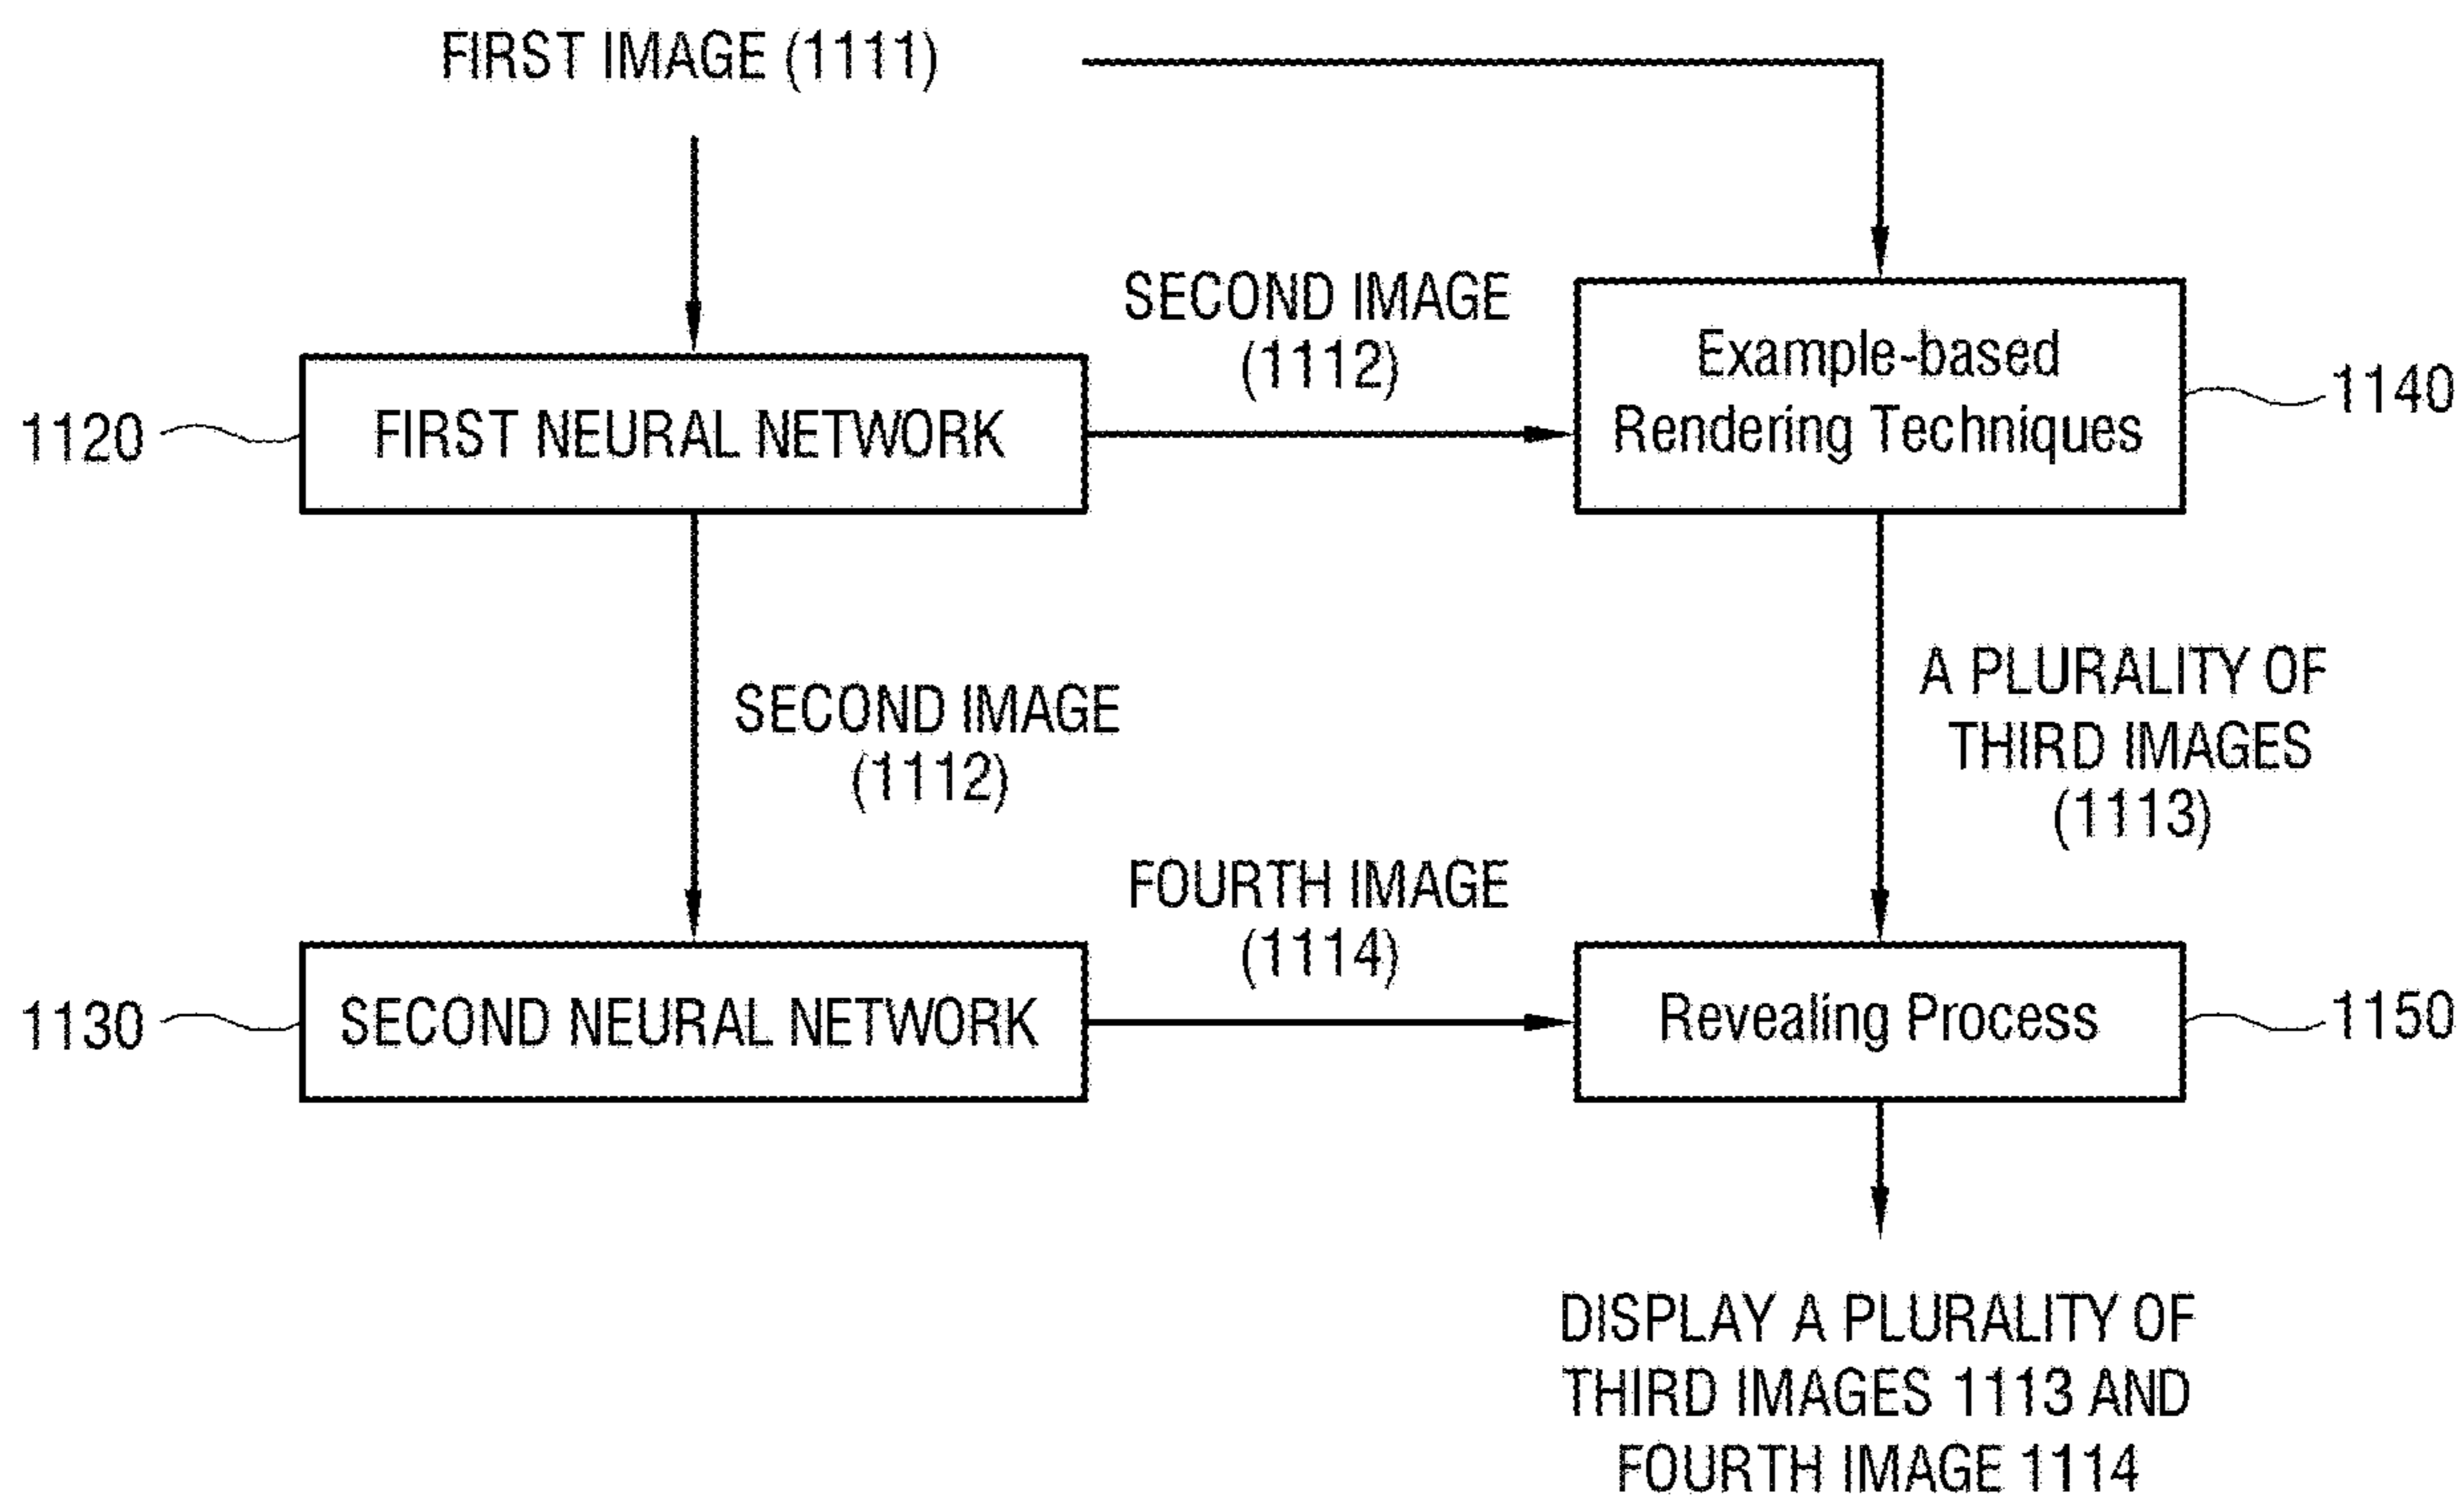 FIRST IMAGE (1111)
SECOND IMAGE
(1112)
Example-based
Rendering Techniques
1140
1120
FIRST NEURAL NETWORK
SECOND IMAGE
(1112)
A PLURALITY OF
THIRD IMAGES
(1113)
FOURTH IMAGE
(1114)
1130
SECOND NEURAL NETWORK
Revealing Process
1150
DISPLAY A PLURALITY OF
THIRD IMAGES 1113 AND
FOURTH IMAGE 1114